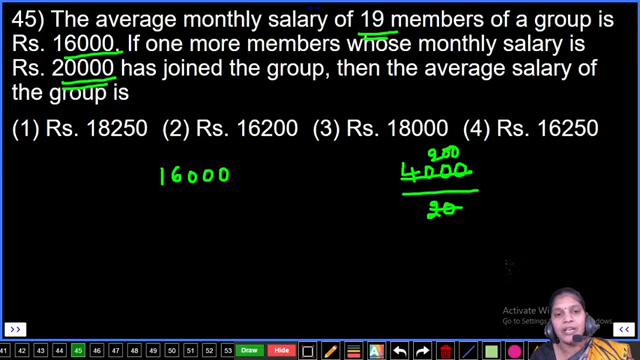 45) The average monthly salary of 19 members of a group is
Rs. 16000. If one more members whose monthly salary is
Rs. 20000 has joined the group, then the average salary of
the group is
(1) Rs. 18250 (2) Rs. 16200 (3) Rs. 18000 (4) Rs. 16250
200
16000 4000
20
Activate Win
Go to Settings Windows
>> 41 42 43 44 45 46 47 48 49 50 51 52 53 Draw Hide >>